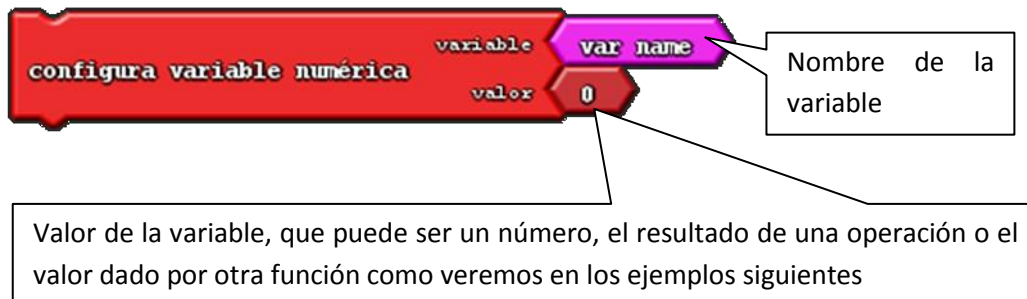 variable var name
configura variable numérica
valor 0
Nombre de la
variable
Valor de la variable, que puede ser un número, el resultado de una operación o el
valor dado por otra función como veremos en los ejemplos siguientes